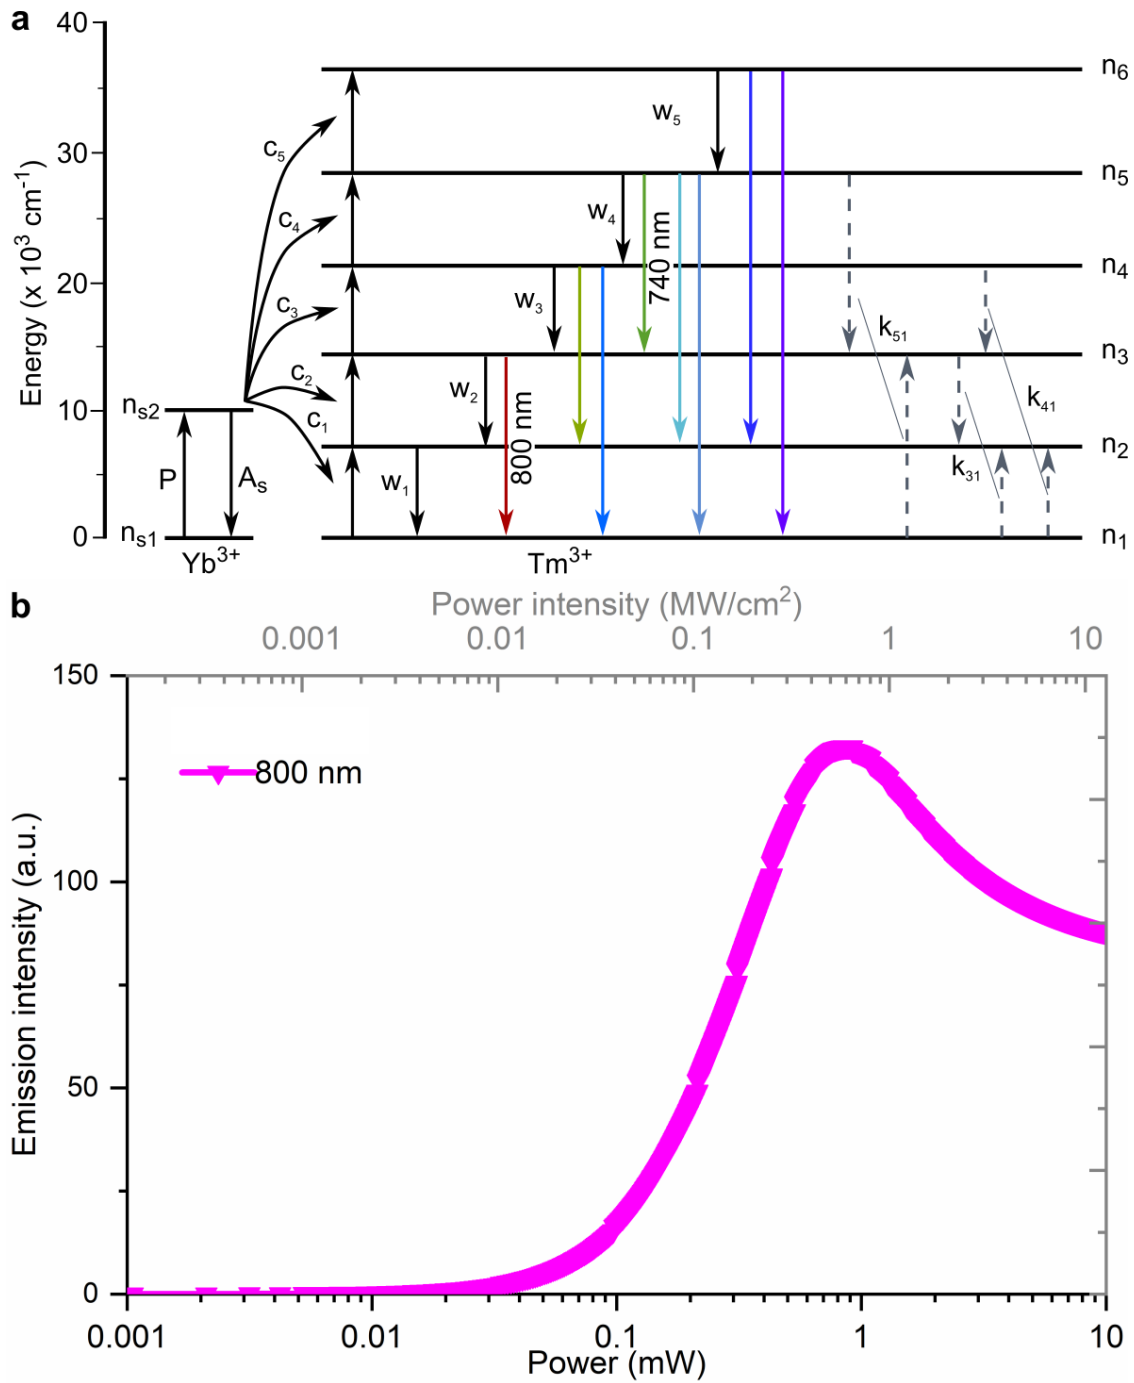 a
40
30
20
10
0
Energy (x 10³ cm⁻¹)
n₆
n₅
n₄
n₃
n₂
n₁
c₅
c₄
c₃
c₂
c₁
w₅
w₄
w₃
w₂
w₁
740 nm
800 nm
k₅₁
k₄₁
k₃₁
nₛ₂
nₛ₁
P
Aₛ
Yb³⁺
Tm³⁺
b
Power intensity (MW/cm²)
0.001 0.01 0.1 1 10
150
100
50
0
Emission intensity (a.u.)
800 nm
0.001 0.01 0.1 1 10
Power (mW)